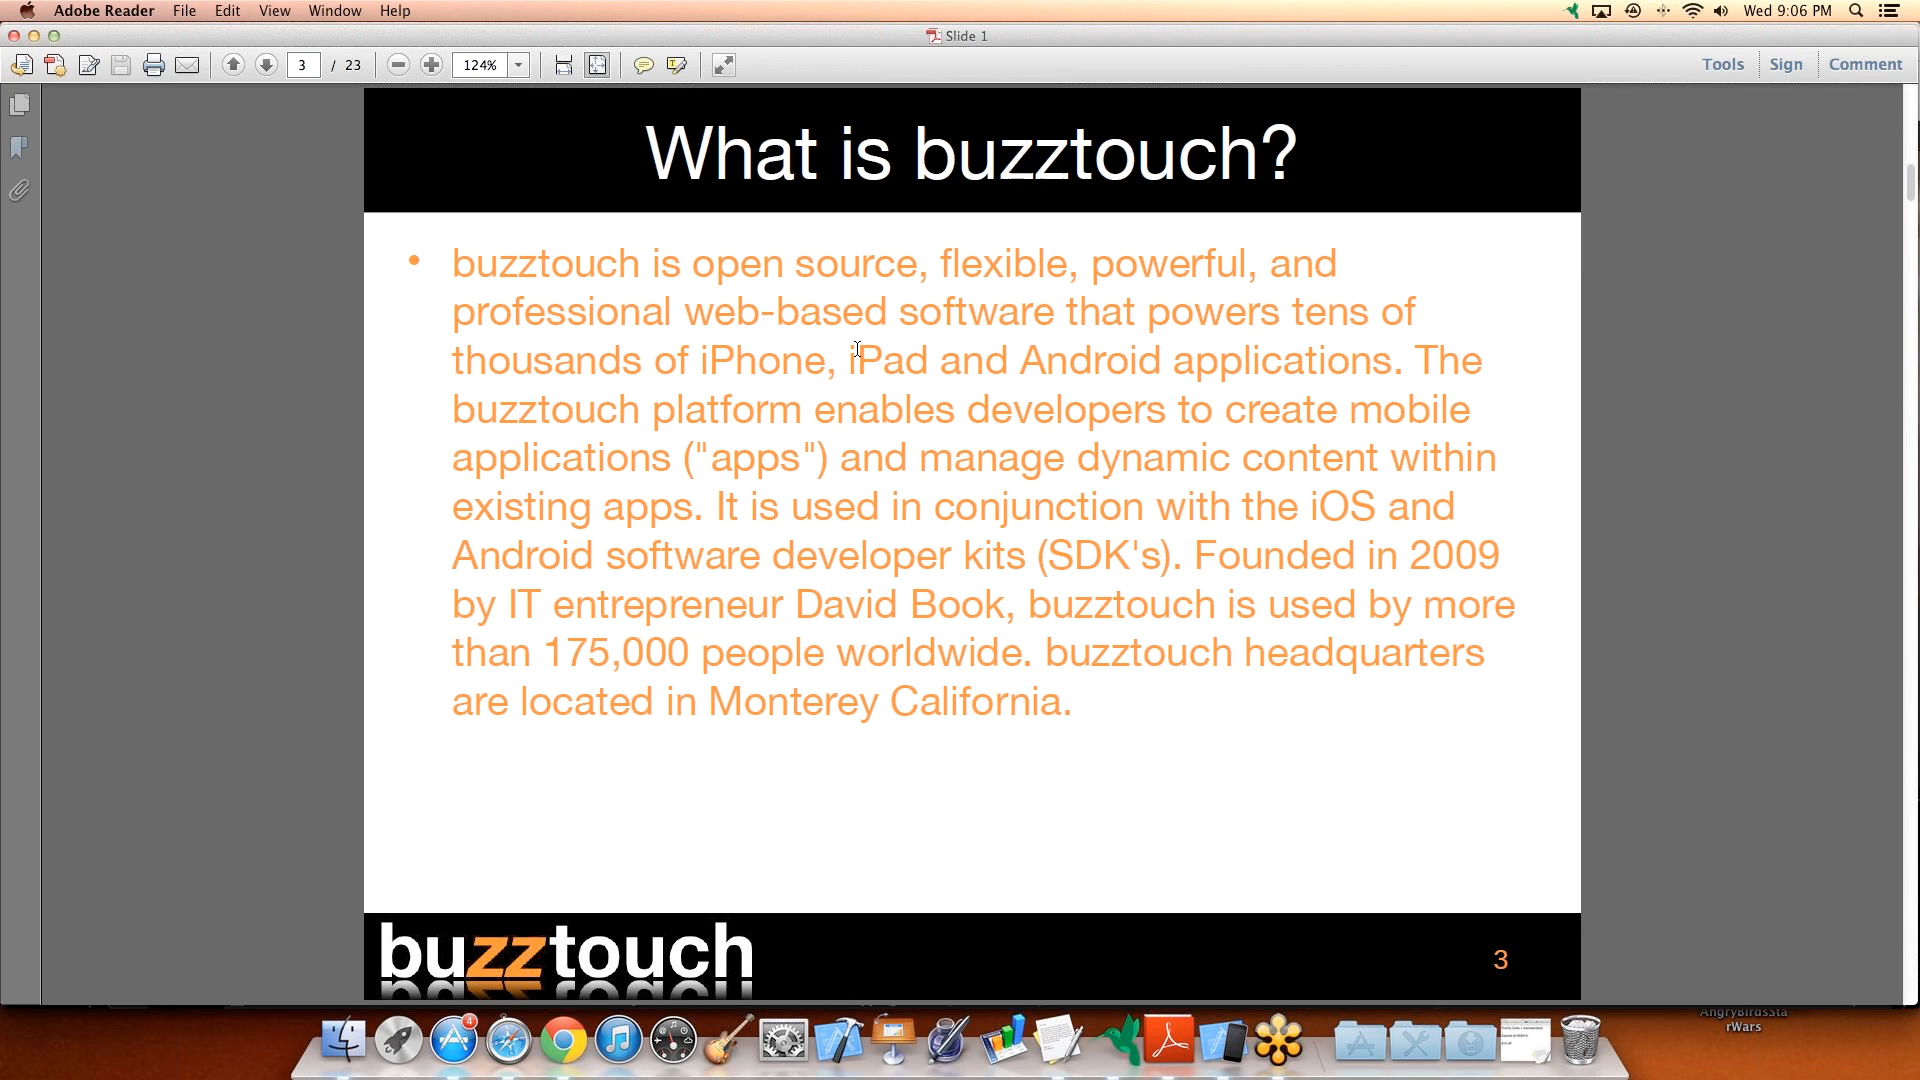 Adobe Reader File Edit View Window Help Wed 9:06 PM
Slide 1
3 / 23 124% Tools Sign Comment
What is buzztouch?
• buzztouch is open source, flexible, powerful, and
professional web-based software that powers tens of
thousands of iPhone, iPad and Android applications. The
buzztouch platform enables developers to create mobile
applications ("apps") and manage dynamic content within
existing apps. It is used in conjunction with the iOS and
Android software developer kits (SDK's). Founded in 2009
by IT entrepreneur David Book, buzztouch is used by more
than 175,000 people worldwide. buzztouch headquarters
are located in Monterey California.
buzztouch
3
AngryBirdsSta
rWars
4